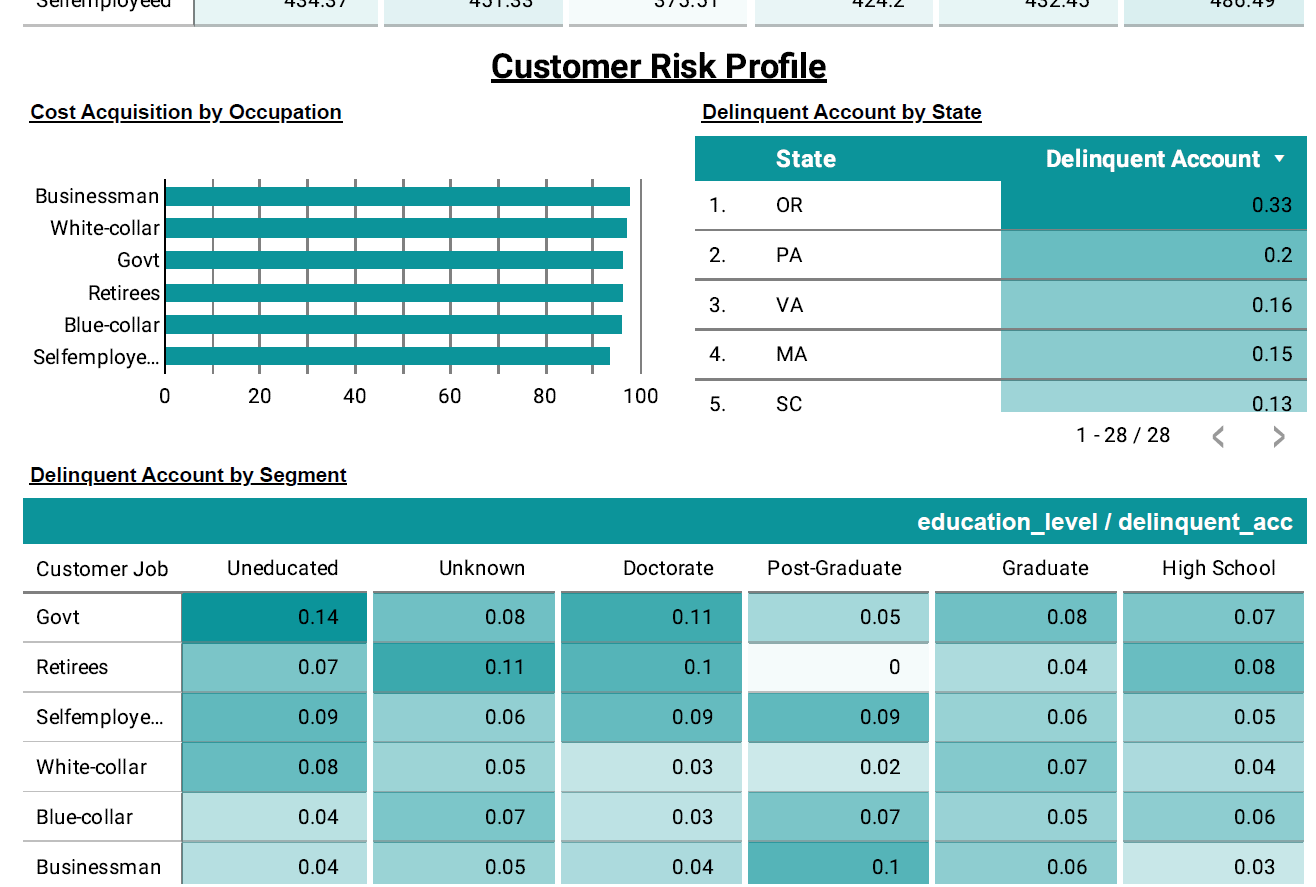 Selfemployeed 434.37 451.33 375.51 424.2 432.45 486.49
Customer Risk Profile
Cost Acquisition by Occupation
Businessman
White-collar
Govt
Retirees
Blue-collar
Selfemploye...
0 20 40 60 80 100
Delinquent Account by State
State Delinquent Account
1. OR 0.33
2. PA 0.2
3. VA 0.16
4. MA 0.15
5. SC 0.13
1 - 28 / 28
Delinquent Account by Segment
education_level / delinquent_acc
Customer Job Uneducated Unknown Doctorate Post-Graduate Graduate High School
Govt 0.14 0.08 0.11 0.05 0.08 0.07
Retirees 0.07 0.11 0.1 0 0.04 0.08
Selfemploye... 0.09 0.06 0.09 0.09 0.06 0.05
White-collar 0.08 0.05 0.03 0.02 0.07 0.04
Blue-collar 0.04 0.07 0.03 0.07 0.05 0.06
Businessman 0.04 0.05 0.04 0.1 0.06 0.03